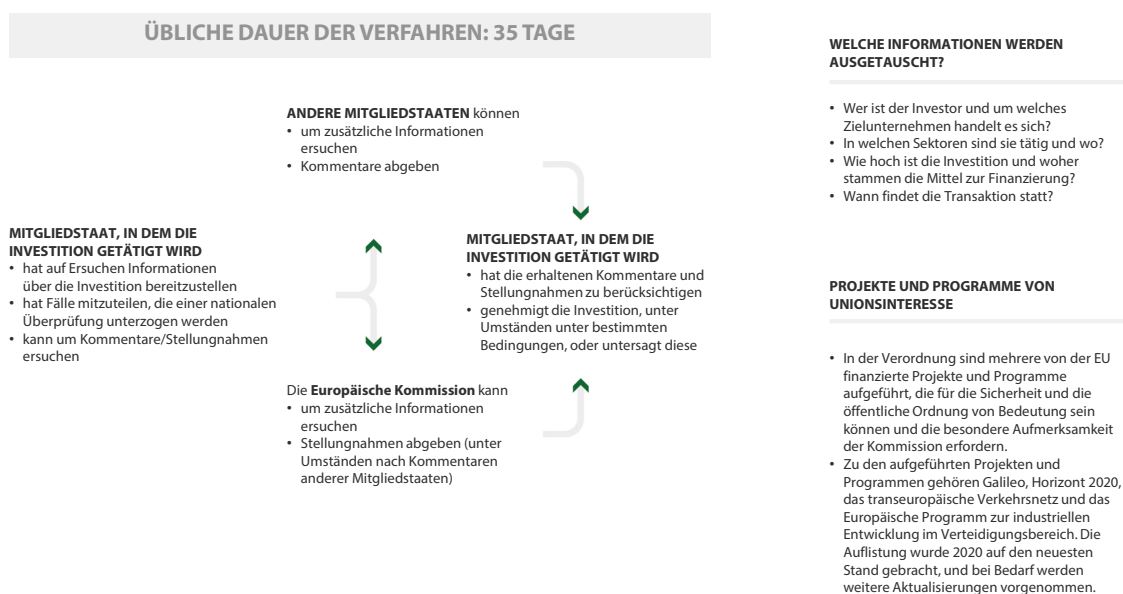 ÜBLICHE DAUER DER VERFAHREN: 35 TAGE
ANDERE MITGLIEDSTAATEN können
• um zusätzliche Informationen
ersuchen
• Kommentare abgeben
MITGLIEDSTAAT, IN DEM DIE
INVESTITION GETÄTIGT WIRD
• hat auf Ersuchen Informationen
über die Investition bereitzustellen
• hat Fälle mitzuteilen, die einer nationalen
Überprüfung unterzogen werden
• kann um Kommentare/Stellungnahmen
ersuchen
Die Europäische Kommission kann
• um zusätzliche Informationen
ersuchen
• Stellungnahmen abgeben (unter
Umständen nach Kommentaren
anderer Mitgliedstaaten)
MITGLIEDSTAAT, IN DEM DIE
INVESTITION GETÄTIGT WIRD
• hat die erhaltenen Kommentare und
Stellungnahmen zu berücksichtigen
• genehmigt die Investition, unter
Umständen unter bestimmten
Bedingungen, oder untersagt diese
WELCHE INFORMATIONEN WERDEN
AUSGETAUSCHT?
• Wer ist der Investor und um welches
Zielunternehmen handelt es sich?
• In welchen Sektoren sind sie tätig und wo?
• Wie hoch ist die Investition und woher
stammen die Mittel zur Finanzierung?
• Wann findet die Transaktion statt?
PROJEKTE UND PROGRAMME VON
UNIONSINTERESSE
• In der Verordnung sind mehrere von der EU
finanzierte Projekte und Programme
aufgeführt, die für die Sicherheit und die
öffentliche Ordnung von Bedeutung sein
können und die besondere Aufmerksamkeit
der Kommission erfordern.
• Zu den aufgeführten Projekten und
Programmen gehören Galileo, Horizont 2020,
das transeuropäische Verkehrsnetz und das
Europäische Programm zur industriellen
Entwicklung im Verteidigungsbereich. Die
Auflistung wurde 2020 auf den neuesten
Stand gebracht, und bei Bedarf werden
weitere Aktualisierungen vorgenommen.